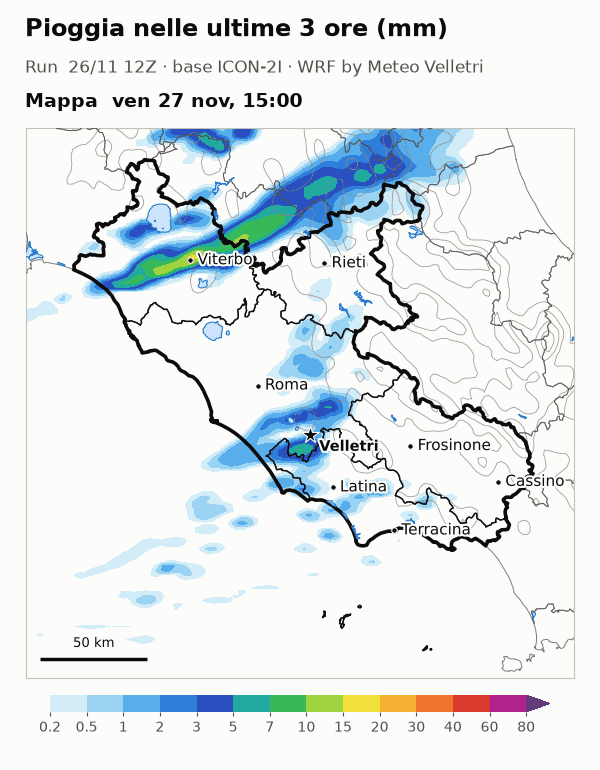 Pioggia nelle ultime 3 ore (mm)
Run  26/11 12Z · base ICON-2I · WRF by Meteo Velletri
Mappa  ven 27 nov, 15:00
Viterbo
Rieti
Roma
Velletri
Frosinone
Cassino
Latina
Terracina
50 km
0.2 0.5 1 2 3 5 7 10 15 20 30 40 60 80